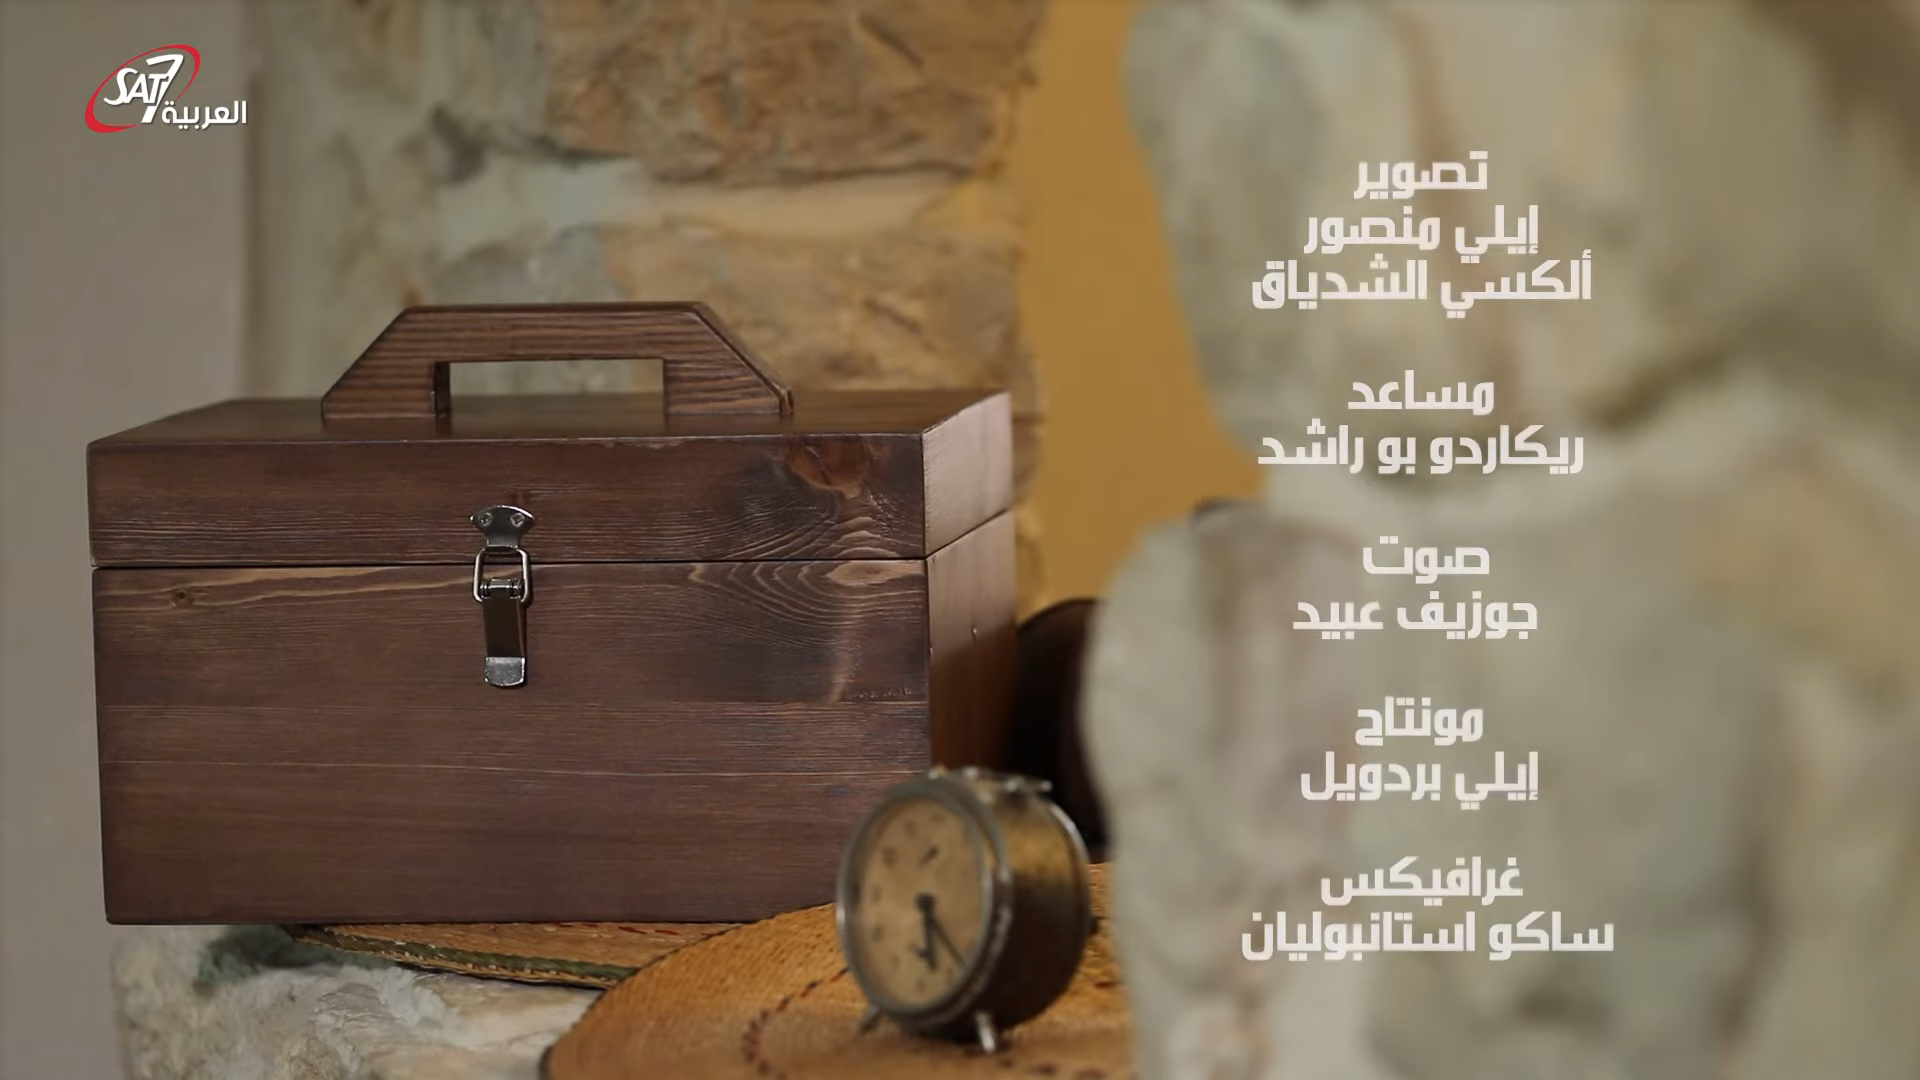 SAT7
العربية
تصوير
إيلي منصور
ألكسي الشدياق
مساعد
ريكاردو بو راشد
صوت
جوزيف عبيد
مونتاج
إيلي بردويل
غرافيكس
ساكو استانبوليان